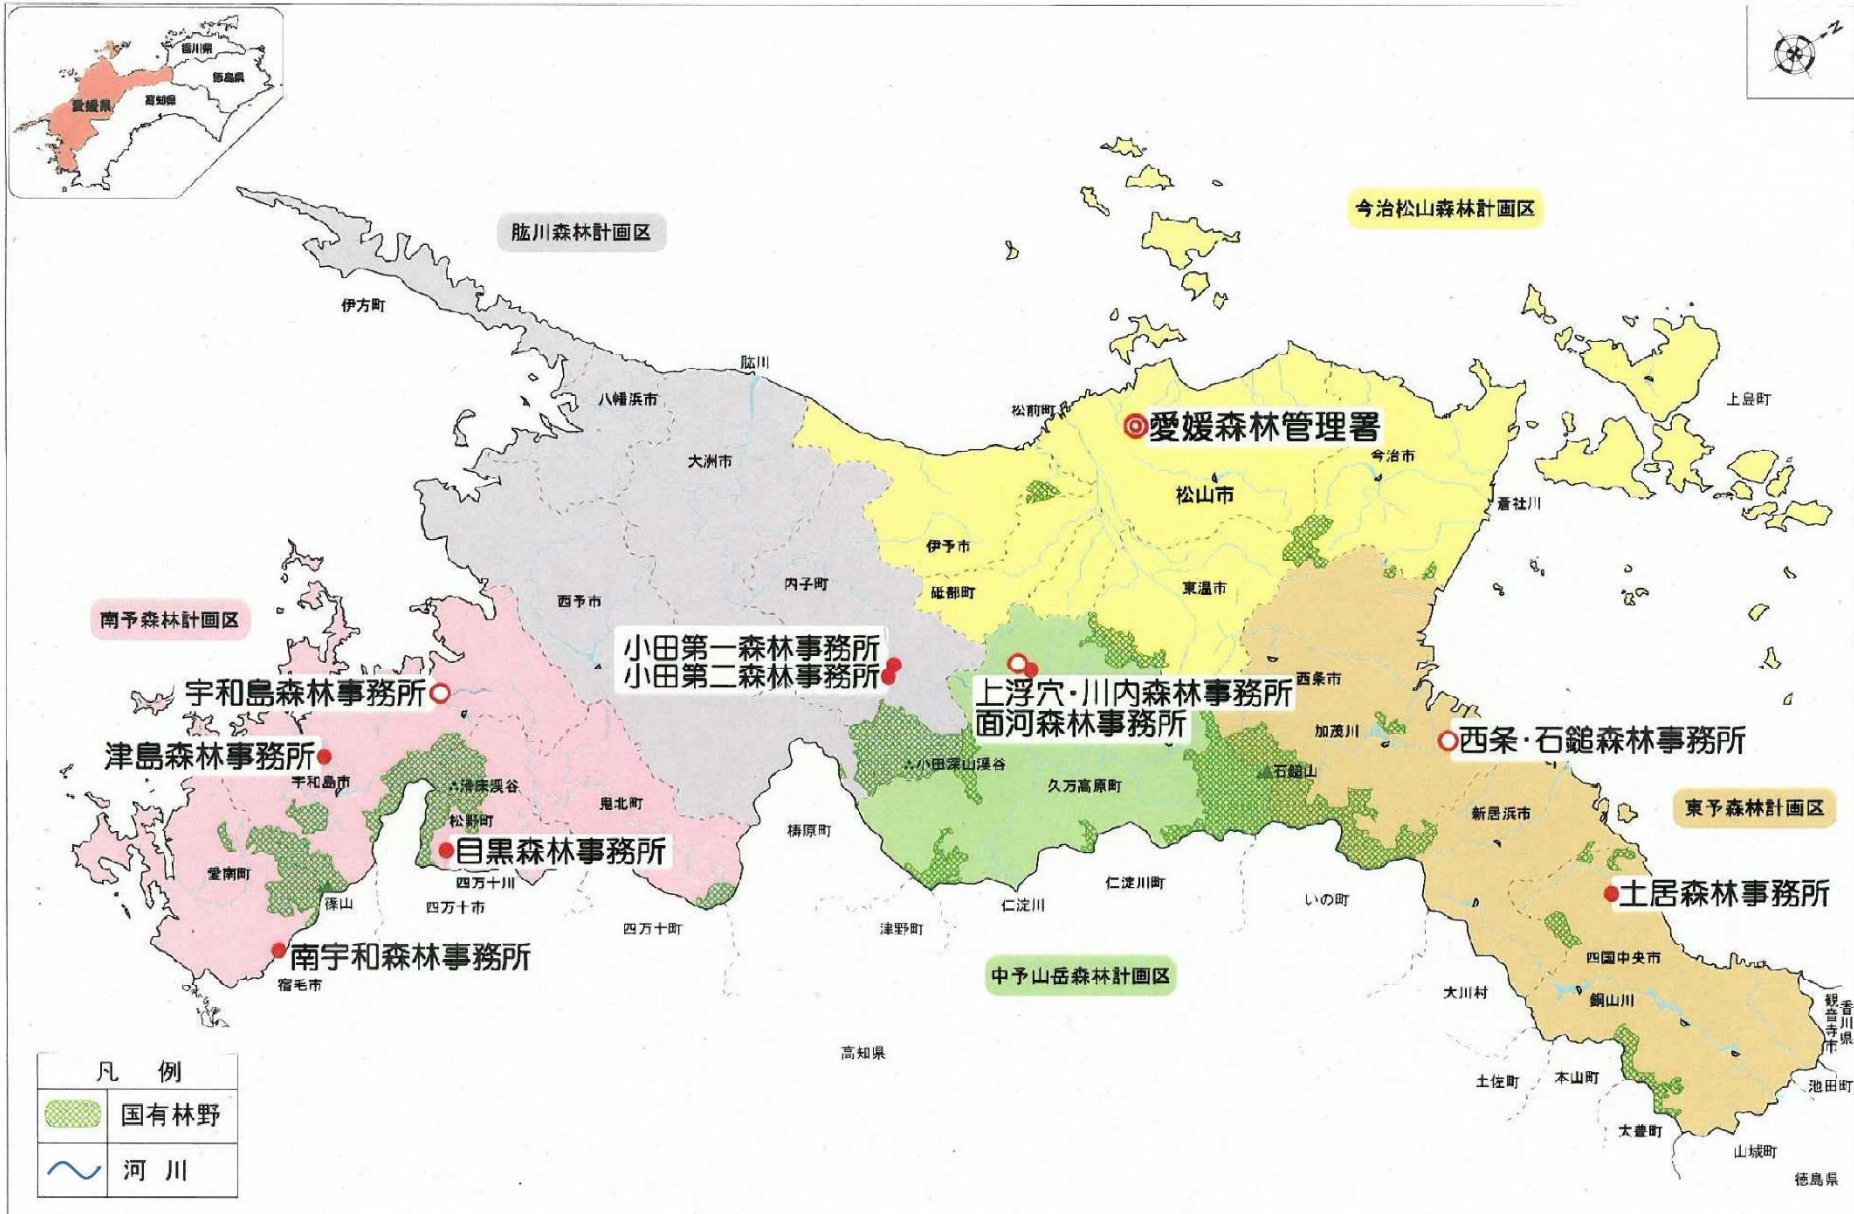 香川県
徳島県
愛媛県
高知県
N
肱川森林計画区
今治松山森林計画区
伊方町
肱川
八幡浜市
松前町
上島町
愛媛森林管理署
大洲市
今治市
松山市
蒼社川
伊予市
内子町
砥部町
東温市
西予市
南予森林計画区
小田第一森林事務所
小田第二森林事務所
宇和島森林事務所
上浮穴・川内森林事務所
面河森林事務所
西条市
加茂川
西条・石鎚森林事務所
津島森林事務所
宇和島市
小田深山渓谷
石鎚山
滑床渓谷
久万高原町
鬼北町
新居浜市
東予森林計画区
松野町
梼原町
目黒森林事務所
愛南町
四万十川
仁淀川町
篠山
四万十市
仁淀川
いの町
土居森林事務所
四万十町
津野町
南宇和森林事務所
四国中央市
宿毛市
中予山岳森林計画区
大川村
銅山川
観音寺市
香川県
高知県
凡 例
土佐町
本山町
池田町
国有林野
大豊町
山城町
河 川
徳島県